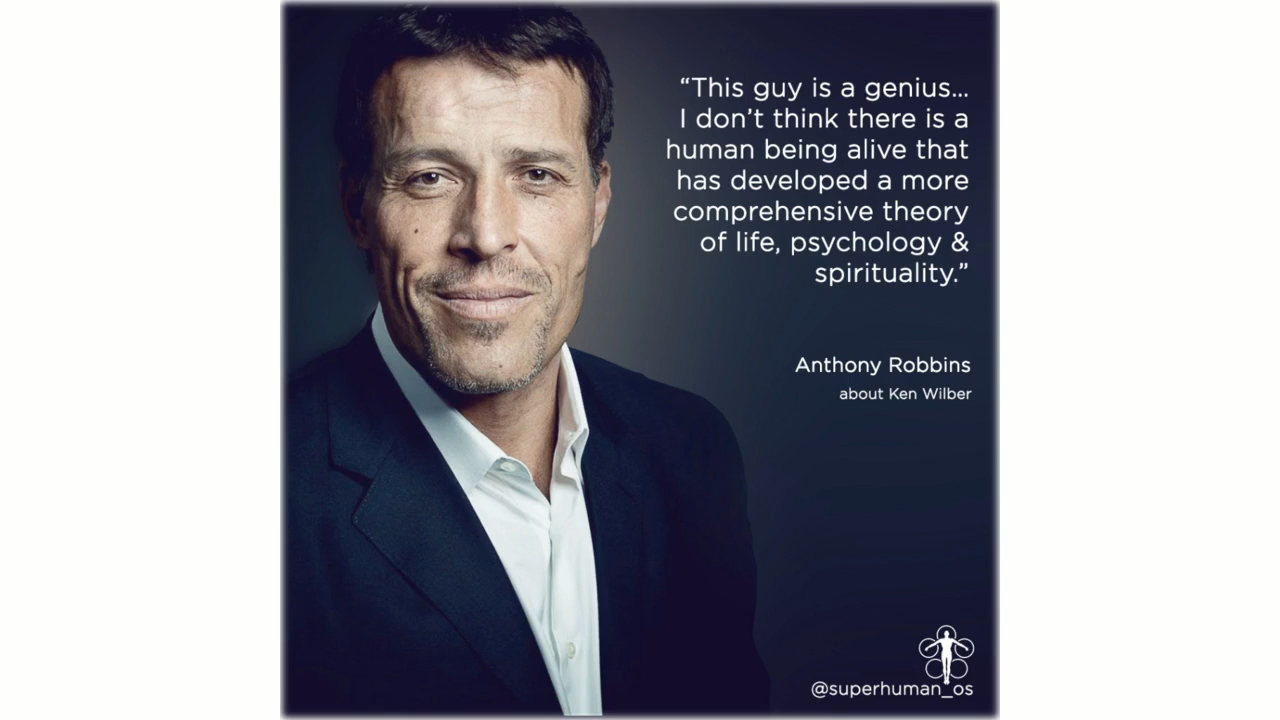 “This guy is a genius...
I don’t think there is a
human being alive that
has developed a more
comprehensive theory
of life, psychology &
spirituality.”
Anthony Robbins
about Ken Wilber
@superhuman_os